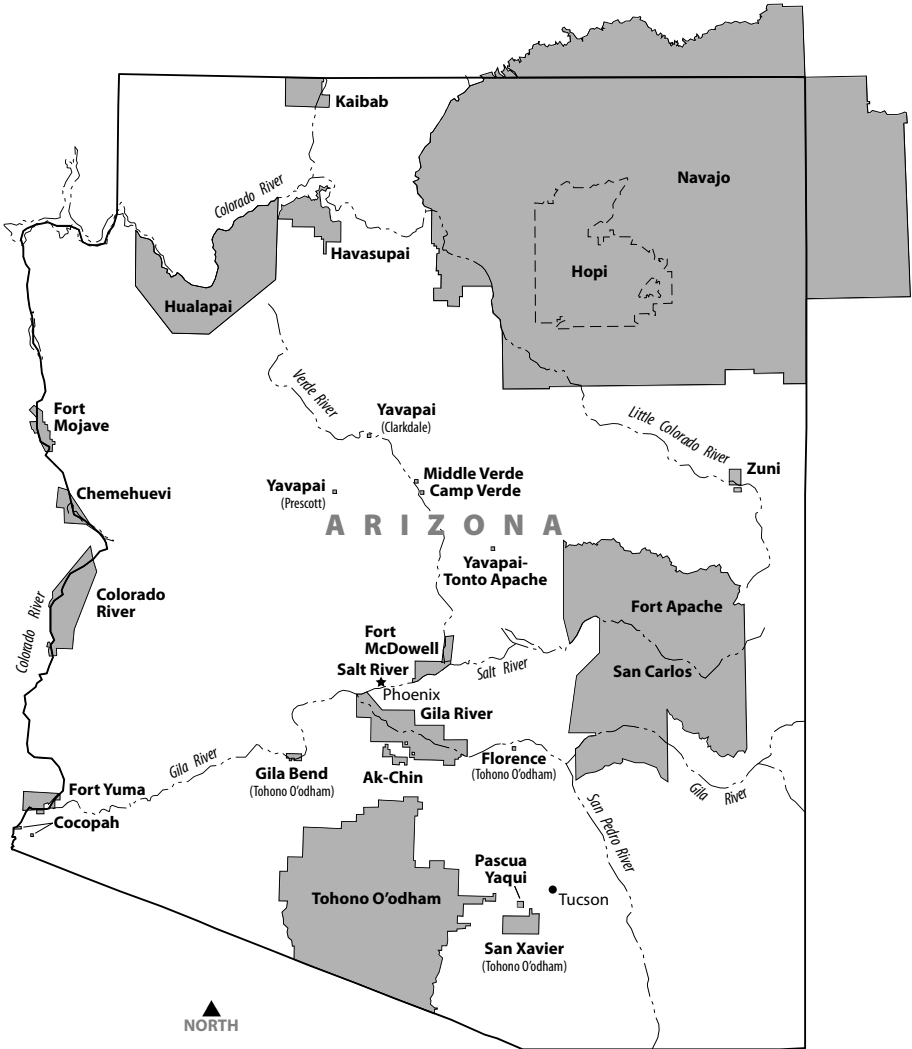 Kaibab
Navajo
Colorado River
Havasupai
Hopi
Hualapai
Verde River
Fort
Mojave
Yavapai
(Clarkdale)
Little Colorado River
Zuni
Middle Verde
Camp Verde
Yavapai
(Prescott)
Chemehuevi
ARIZONA
Yavapai-
Tonto Apache
Colorado
River
Colorado River
Fort Apache
Fort
McDowell
Salt River
Salt River
San Carlos
Phoenix
Gila River
Gila River
Gila Bend
(Tohono O'odham)
Ak-Chin
Florence
(Tohono O'odham)
Gila River
San Pedro River
Fort Yuma
Cocopah
Pascua
Yaqui
Tucson
Tohono O'odham
San Xavier
(Tohono O'odham)
NORTH